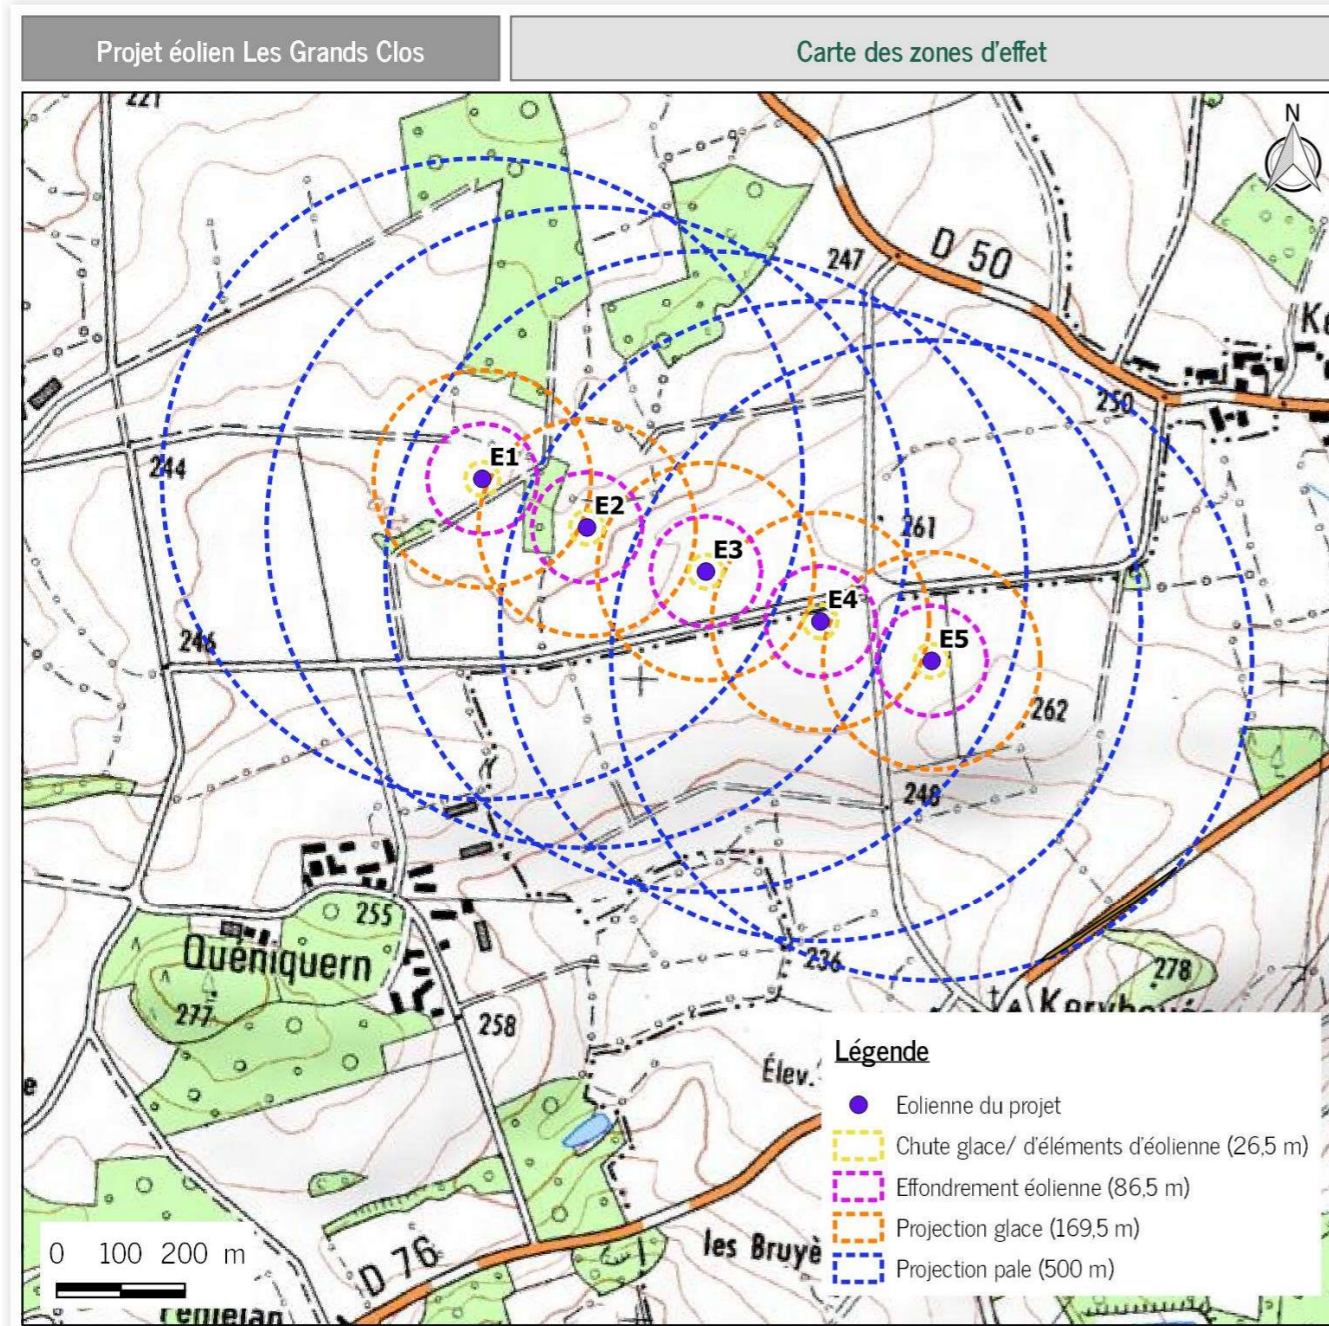 Projet éolien Les Grands Clos
Carte des zones d'effet
221
N
247
D 50
Ke
250
244
E1
E2
261
E3
E4
E5
246
262
248
255
236
Quéniquern
278
277
258
Légende
Élev.
Eolienne du projet
Chute glace/ d'éléments d'éolienne (26,5 m)
Effondrement éolienne (86,5 m)
Projection glace (169,5 m)
Projection pale (500 m)
les Bruyè
0 100 200 m
D 76